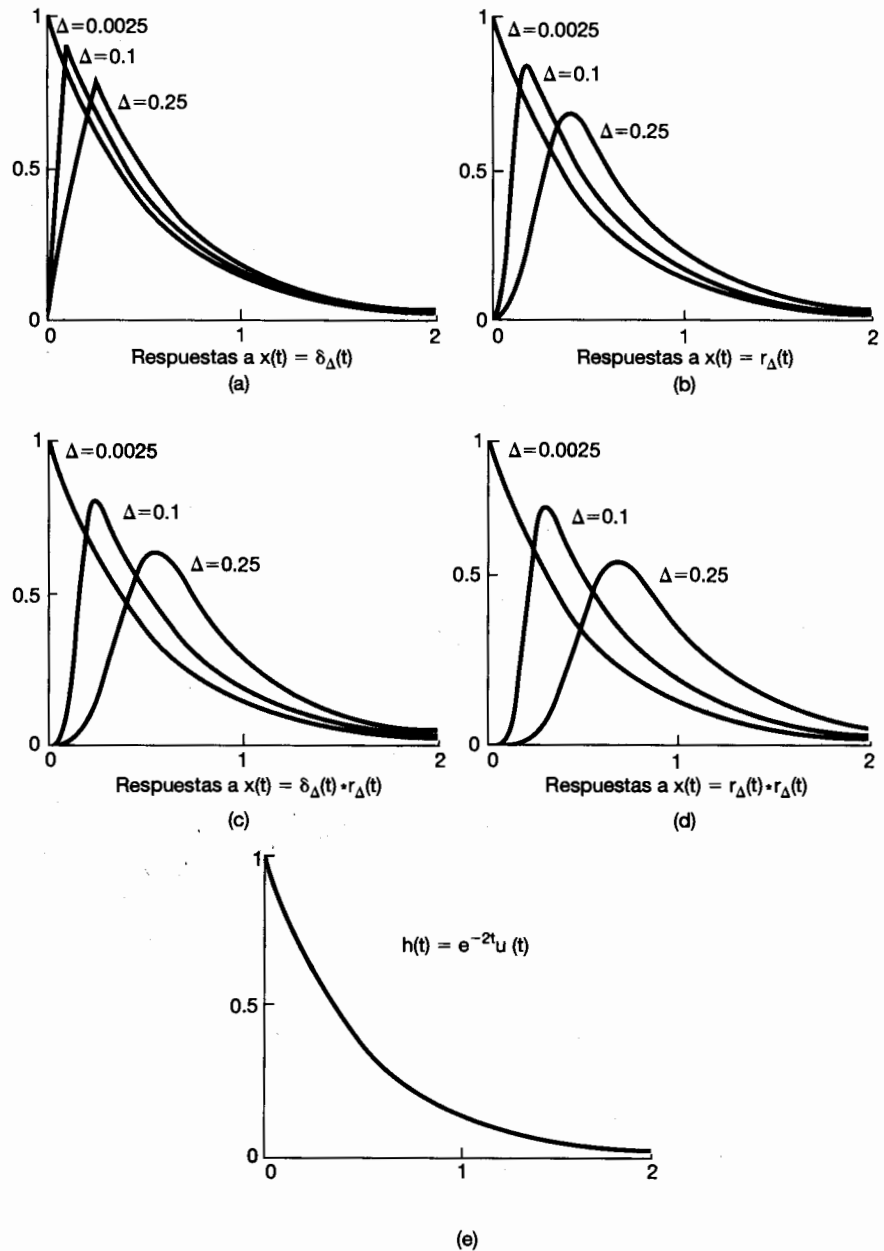 1
Δ=0.0025
Δ=0.1
Δ=0.25
0.5
0
0
1
2
Respuestas a x(t) = δ_Δ(t)
(a)
1
Δ=0.0025
Δ=0.1
Δ=0.25
0.5
0
0
1
2
Respuestas a x(t) = r_Δ(t)
(b)
1
Δ=0.0025
Δ=0.1
Δ=0.25
0.5
0
0
1
2
Respuestas a x(t) = δ_Δ(t)*r_Δ(t)
(c)
1
Δ=0.0025
Δ=0.1
Δ=0.25
0.5
0
0
1
2
Respuestas a x(t) = r_Δ(t)*r_Δ(t)
(d)
1
h(t) = e^{-2t}u (t)
0.5
0
0
1
2
(e)